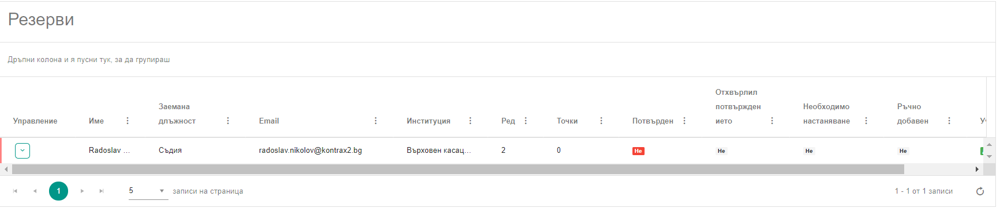 Резерви
Дръпни колона и я пусни тук, за да групираш
Управление
Име
Заемана
длъжност
Email
Институция
Ред
Точки
Потвърден
Отхвърлил
потвържден
ието
Необходимо
настаняване
Ръчно
добавен
Radoslav ...
Съдия
radoslav.nikolov@kontrax2.bg
Върховен касац...
2
0
Не
Не
Не
Не
1
5
записи на страница
1 - 1 от 1 записи